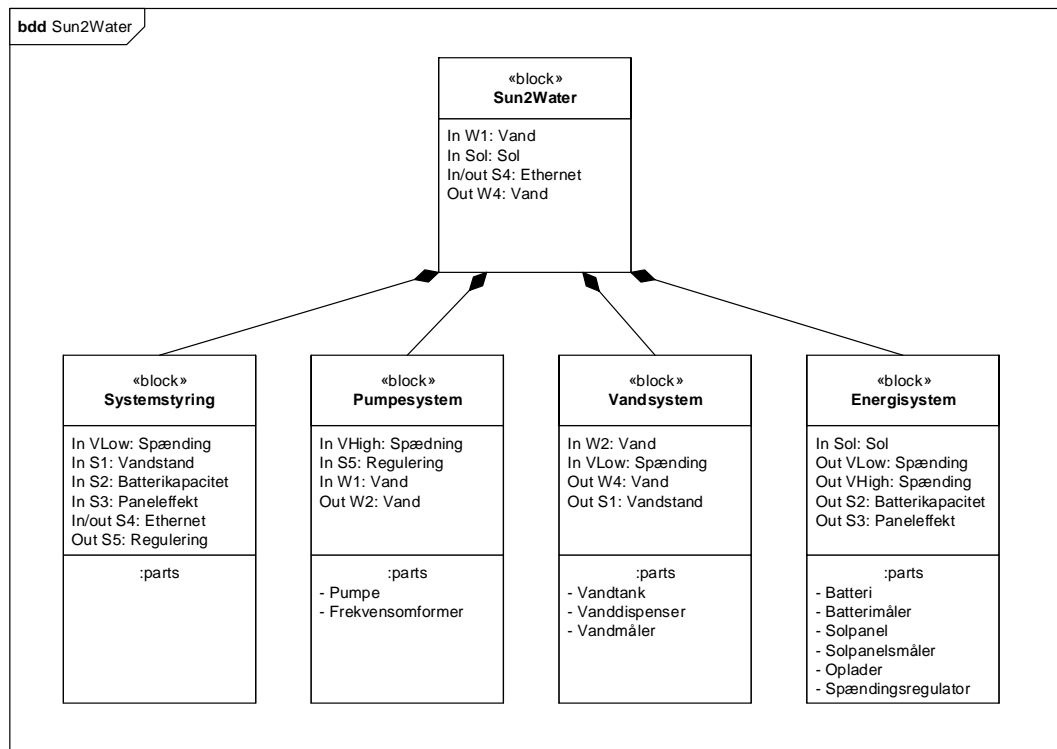 bdd Sun2Water
«block»
Sun2Water
In W1: Vand
In Sol: Sol
In/out S4: Ethernet
Out W4: Vand
«block»
Systemstyring
In VLow: Spænding
In S1: Vandstand
In S2: Batterikapacitet
In S3: Paneleffekt
In/out S4: Ethernet
Out S5: Regulering
:parts
«block»
Pumpesystem
In VHigh: Spædning
In S5: Regulering
In W1: Vand
Out W2: Vand
:parts
- Pumpe
- Frekvensomformer
«block»
Vandsystem
In W2: Vand
In VLow: Spænding
Out W4: Vand
Out S1: Vandstand
:parts
- Vandtank
- Vanddispenser
- Vandmåler
«block»
Energisystem
In Sol: Sol
Out VLow: Spænding
Out VHigh: Spænding
Out S2: Batterikapacitet
Out S3: Paneleffekt
:parts
- Batteri
- Batterimåler
- Solpanel
- Solpanelsmåler
- Oplader
- Spændingsregulator